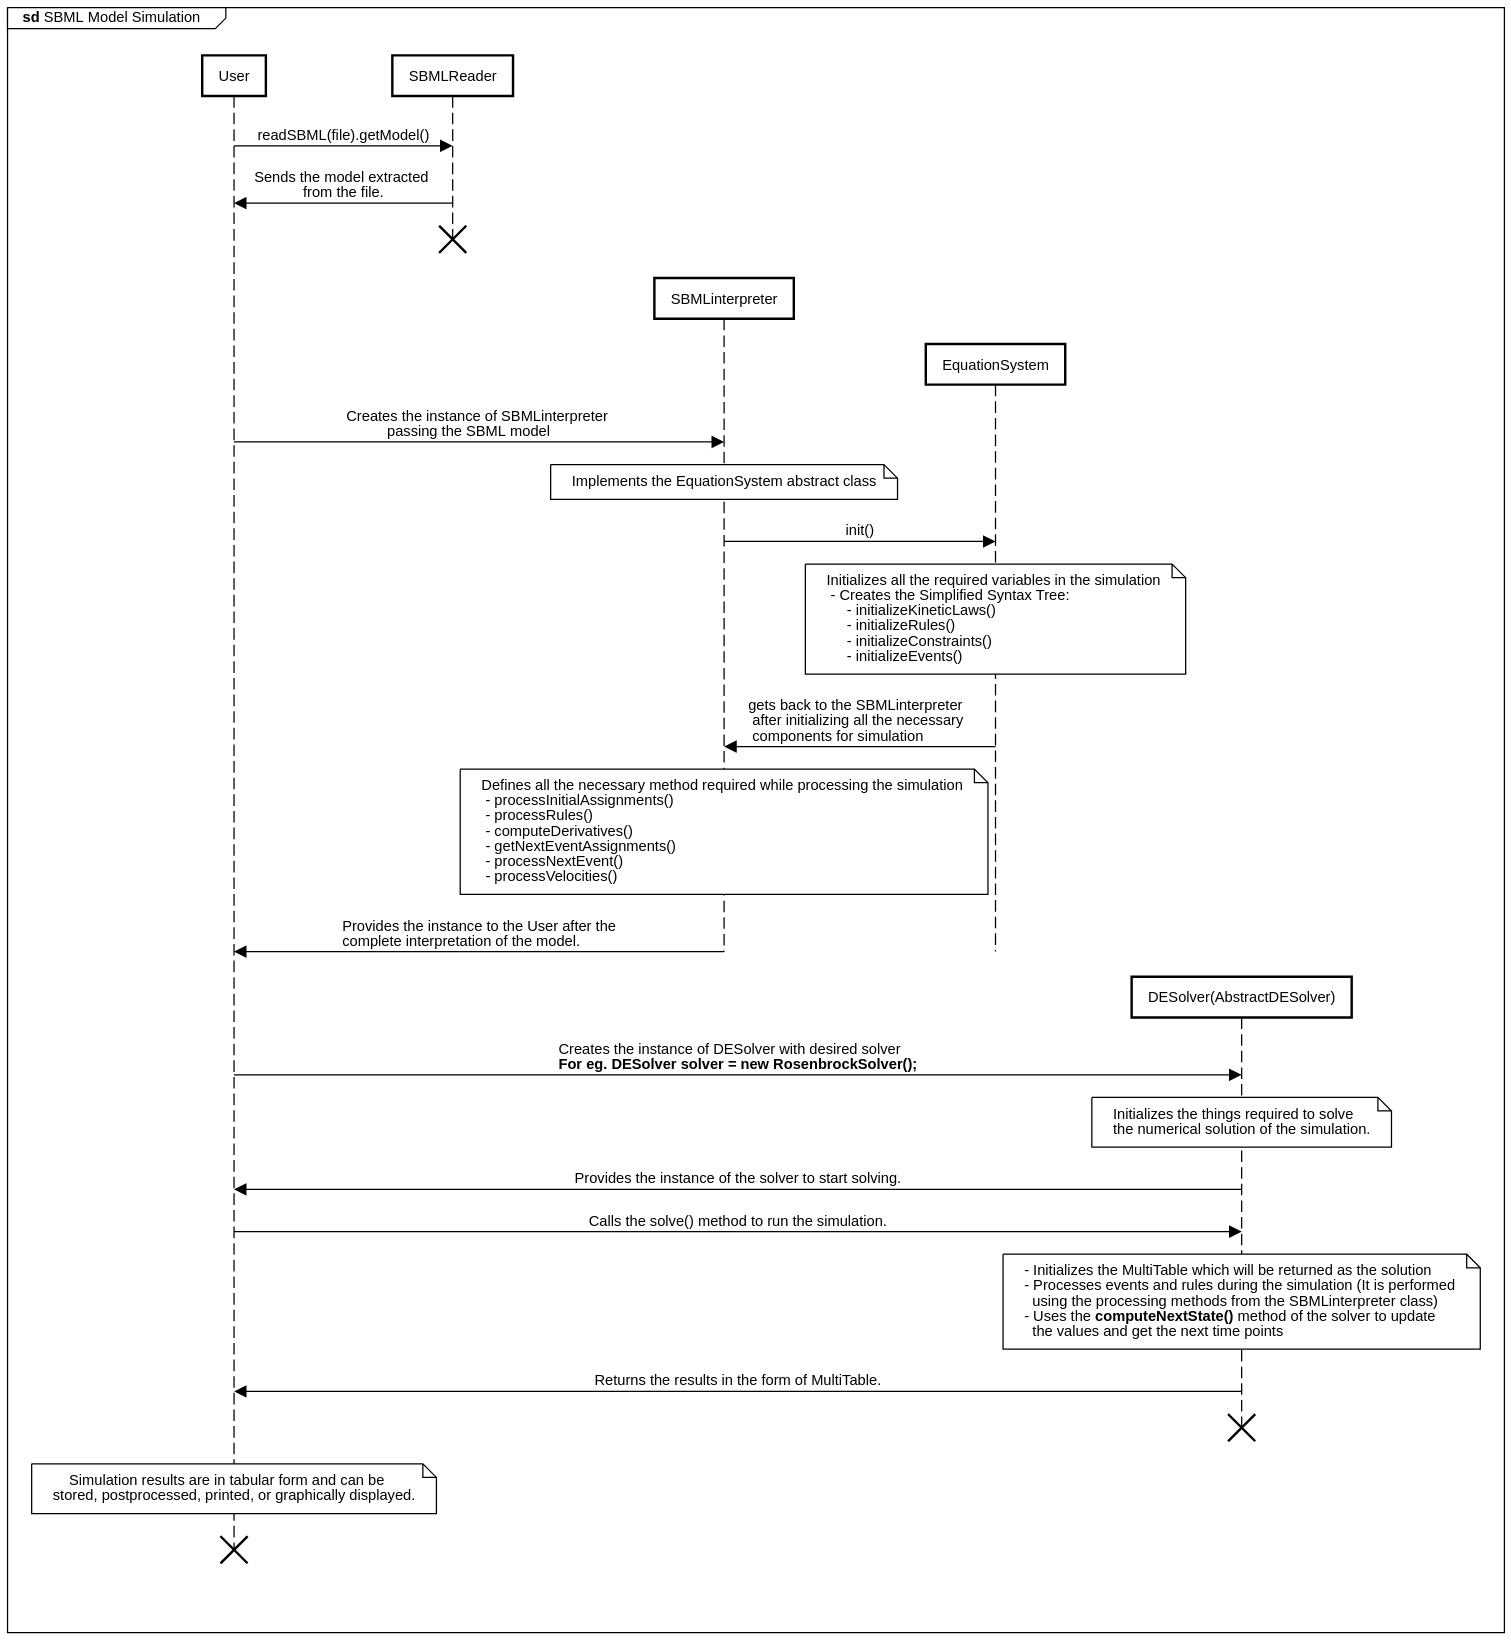 sd SBML Model Simulation
User
SBMLReader
readSBML(file).getModel()
Sends the model extracted
from the file.
SBMLinterpreter
EquationSystem
Creates the instance of SBMLinterpreter
passing the SBML model
Implements the EquationSystem abstract class
init()
Initializes all the required variables in the simulation
- Creates the Simplified Syntax Tree:
- initializeKineticLaws()
- initializeRules()
- initializeConstraints()
- initializeEvents()
gets back to the SBMLinterpreter
after initializing all the necessary
components for simulation
Defines all the necessary method required while processing the simulation
- processInitialAssignments()
- processRules()
- computeDerivatives()
- getNextEventAssignments()
- processNextEvent()
- processVelocities()
Provides the instance to the User after the
complete interpretation of the model.
DESolver(AbstractDESolver)
Creates the instance of DESolver with desired solver
For eg. DESolver solver = new RosenbrockSolver();
Initializes the things required to solve
the numerical solution of the simulation.
Provides the instance of the solver to start solving.
Calls the solve() method to run the simulation.
- Initializes the MultiTable which will be returned as the solution
- Processes events and rules during the simulation (It is performed
using the processing methods from the SBMLinterpreter class)
- Uses the computeNextState() method of the solver to update
the values and get the next time points
Returns the results in the form of MultiTable.
Simulation results are in tabular form and can be
stored, postprocessed, printed, or graphically displayed.